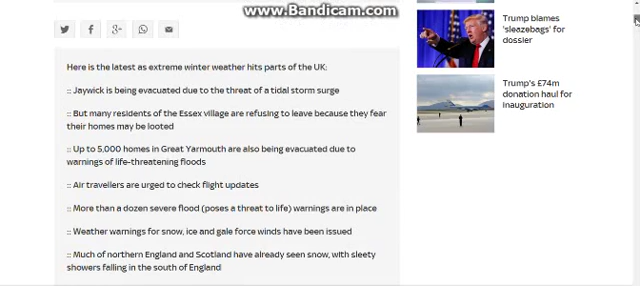 www.Bandicam.com
Here is the latest as extreme winter weather hits parts of the UK:
:: Jaywick is being evacuated due to the threat of a tidal storm surge
:: But many residents of the Essex village are refusing to leave because they fear
their homes may be looted
:: Up to 5,000 homes in Great Yarmouth are also being evacuated due to
warnings of life-threatening floods
:: Air travellers are urged to check flight updates
:: More than a dozen severe flood (poses a threat to life) warnings are in place
:: Weather warnings for snow, ice and gale force winds have been issued
:: Much of northern England and Scotland have already seen snow, with sleety
showers falling in the south of England
Trump blames
'sleazebags' for
dossier
Trump's £74m
donation haul for
inauguration